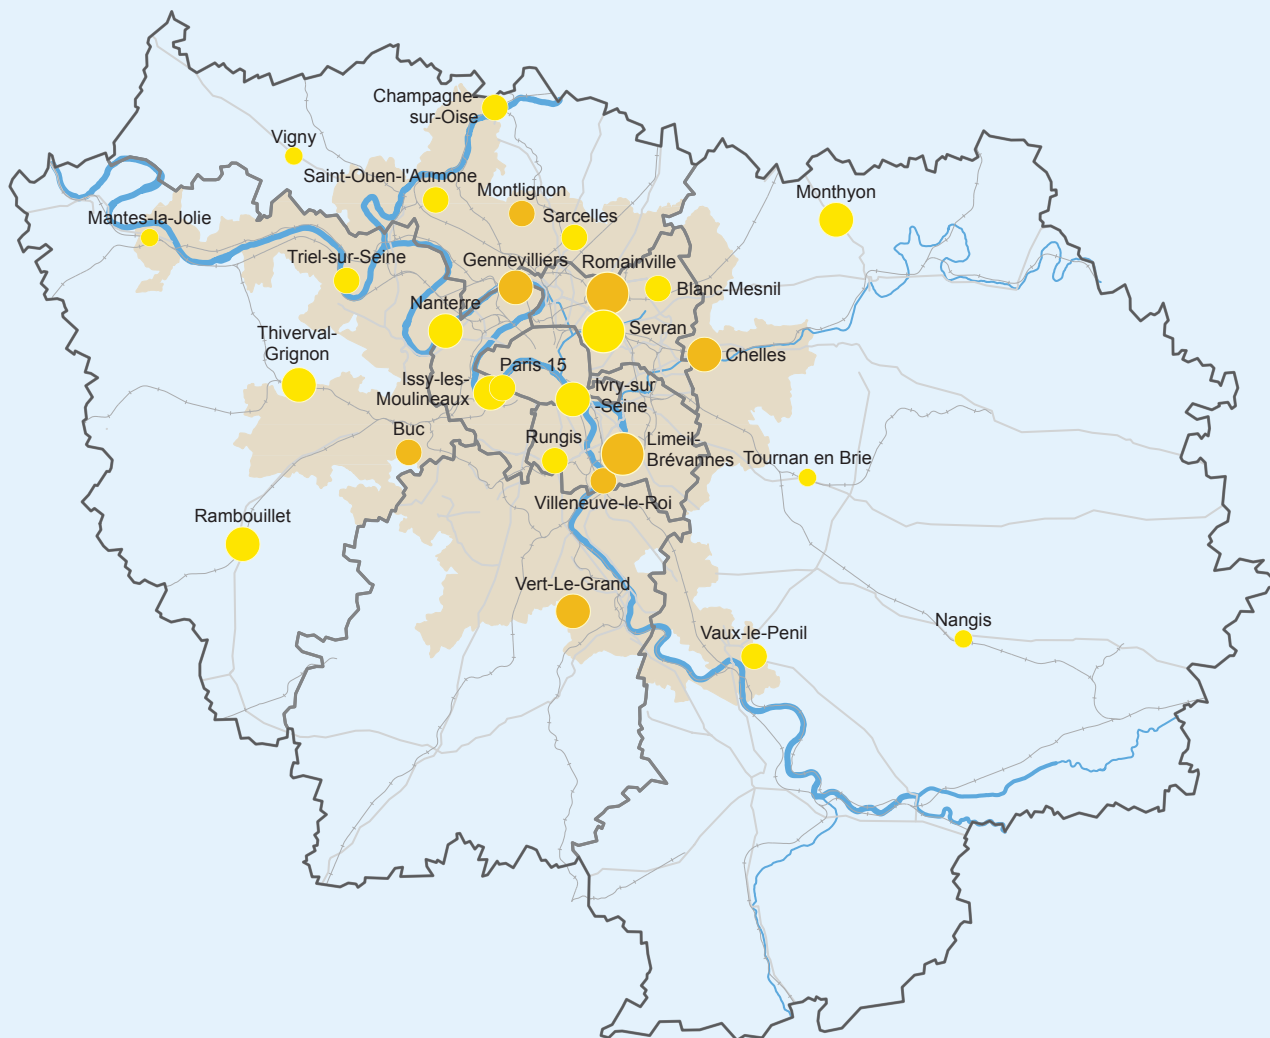 Champagne-
sur-Oise
Vigny
Saint-Ouen-l'Aumone
Montlignon
Monthyon
Mantes-la-Jolie
Sarcelles
Triel-sur-Seine
Gennevilliers
Romainville
Blanc-Mesnil
Nanterre
Sevran
Thiverval-
Grignon
Chelles
Paris 15
Issy-les-
Moulineaux
Ivry-sur
-Seine
Buc
Rungis
Limeil-
Brévannes
Tournan en Brie
Villeneuve-le-Roi
Rambouillet
Vert-Le-Grand
Vaux-le-Penil
Nangis